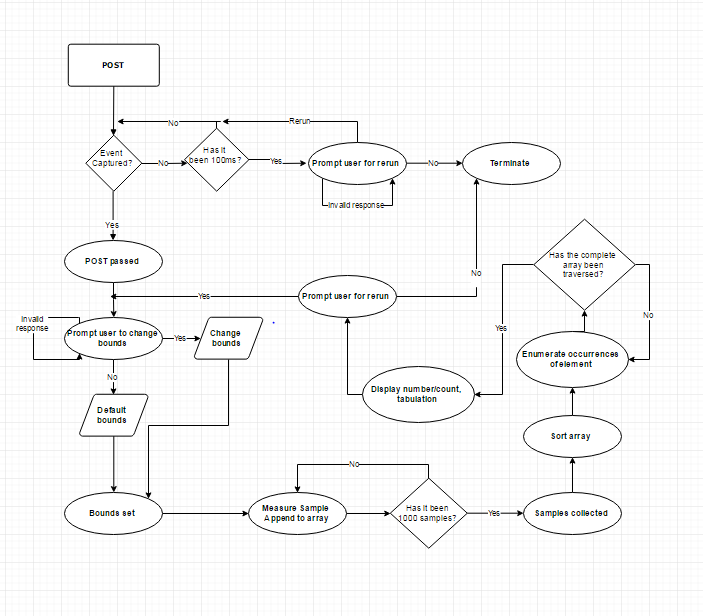 POST
No
Rerun
Event
Captured?
No
Has it
been 100ms?
Yes
Prompt user for rerun
No
Terminate
Invalid response
Yes
POST passed
Has the complete
array been
traversed?
No
Yes
Prompt user for rerun
Invalid
response
Prompt user to change
bounds
Yes
Change
bounds
Yes
No
Enumerate occurrences
of element
No
Display number/count,
tabulation
Default
bounds
Sort array
No
Bounds set
Measure Sample
Append to array
Has it been
1000 samples?
Yes
Samples collected